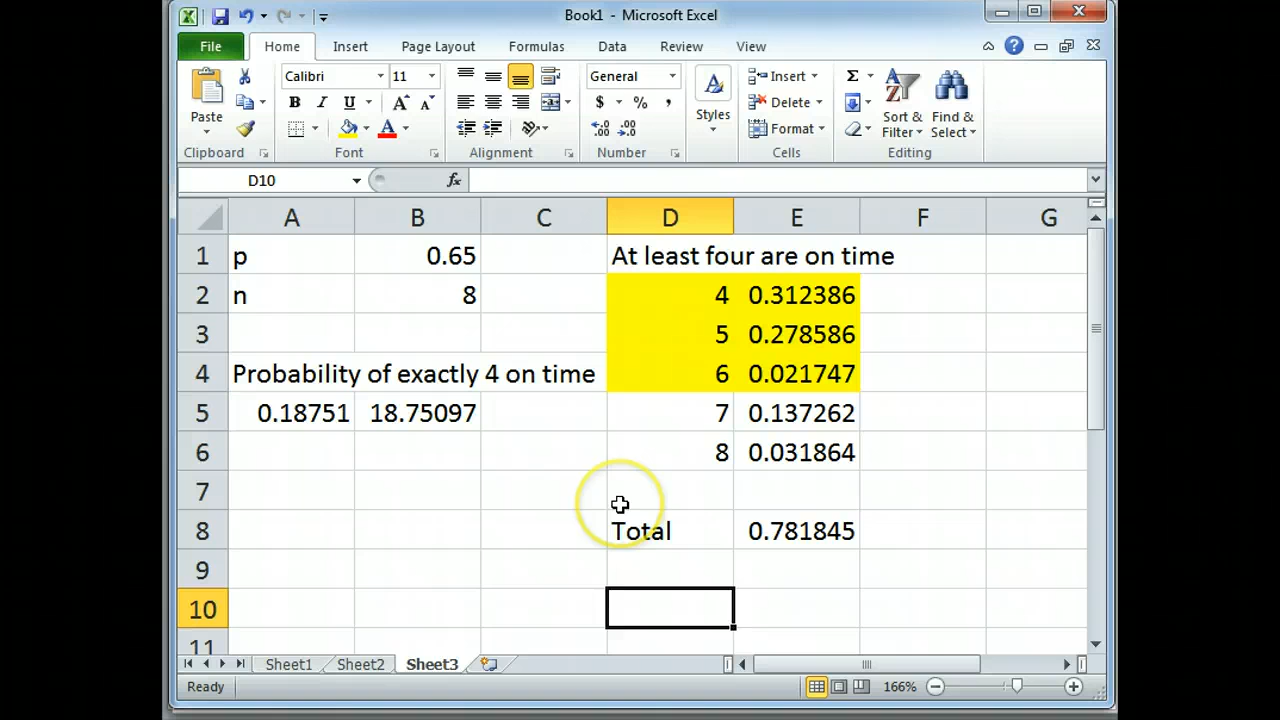 Book1 - Microsoft Excel
File Home Insert Page Layout Formulas Data Review View
Calibri 11 General Insert Σ
Paste B I U A A $ % , Styles Delete Sort & Filter Find & Select
A Format
Clipboard Font Alignment Number Cells Editing
D10 fx
A B C D E F G
1 p 0.65 At least four are on time
2 n 8 4 0.312386
3 5 0.278586
4 Probability of exactly 4 on time 6 0.021747
5 0.18751 18.75097 7 0.137262
6 8 0.031864
7
8 Total 0.781845
9
10
11
Sheet1 Sheet2 Sheet3
Ready 166%